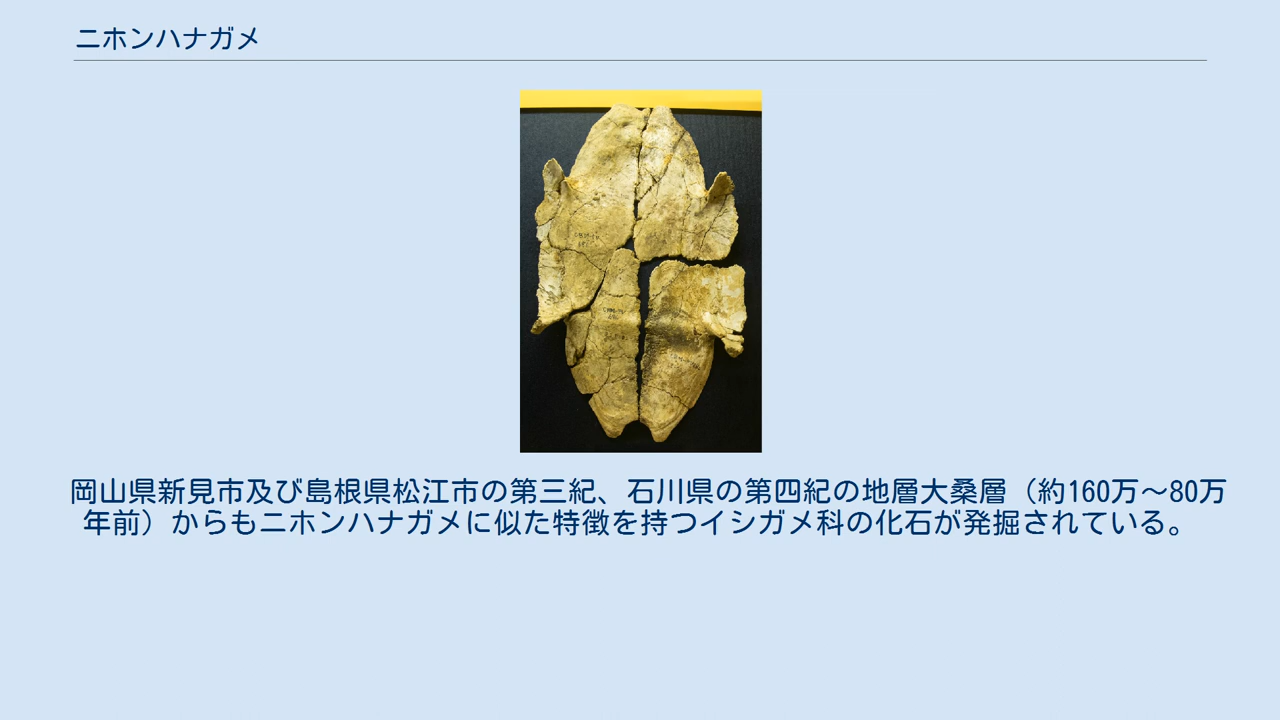 ニホンハナガメ
岡山県新見市及び島根県松江市の第三紀、石川県の第四紀の地層大桑層（約160万～80万
年前）からもニホンハナガメに似た特徴を持つイシガメ科の化石が発掘されている。